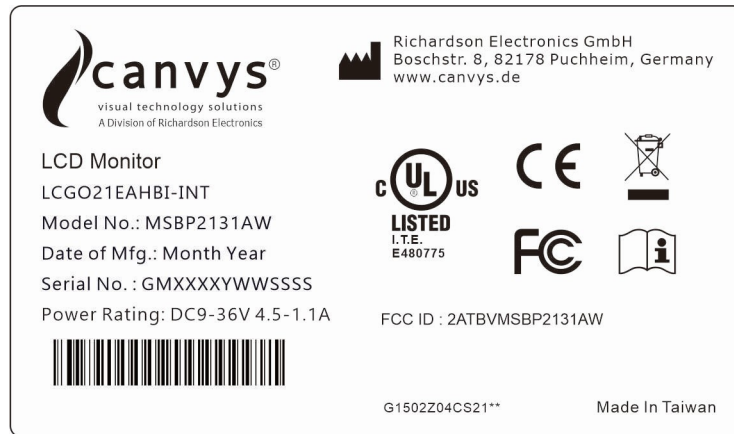 canvys®
visual technology solutions
A Division of Richardson Electronics
Richardson Electronics GmbH
Boschstr. 8, 82178 Puchheim, Germany
www.canvys.de
LCD Monitor
LCGO21EAHBI-INT
Model No.: MSBP2131AW
Date of Mfg.: Month Year
Serial No. : GMXXXXYWWSSSS
Power Rating: DC9-36V 4.5-1.1A
C UL ® US
LISTED
I.T.E.
E480775
CE
FC
i
FCC ID : 2ATBVMSBP2131AW
G1502Z04CS21**
Made In Taiwan